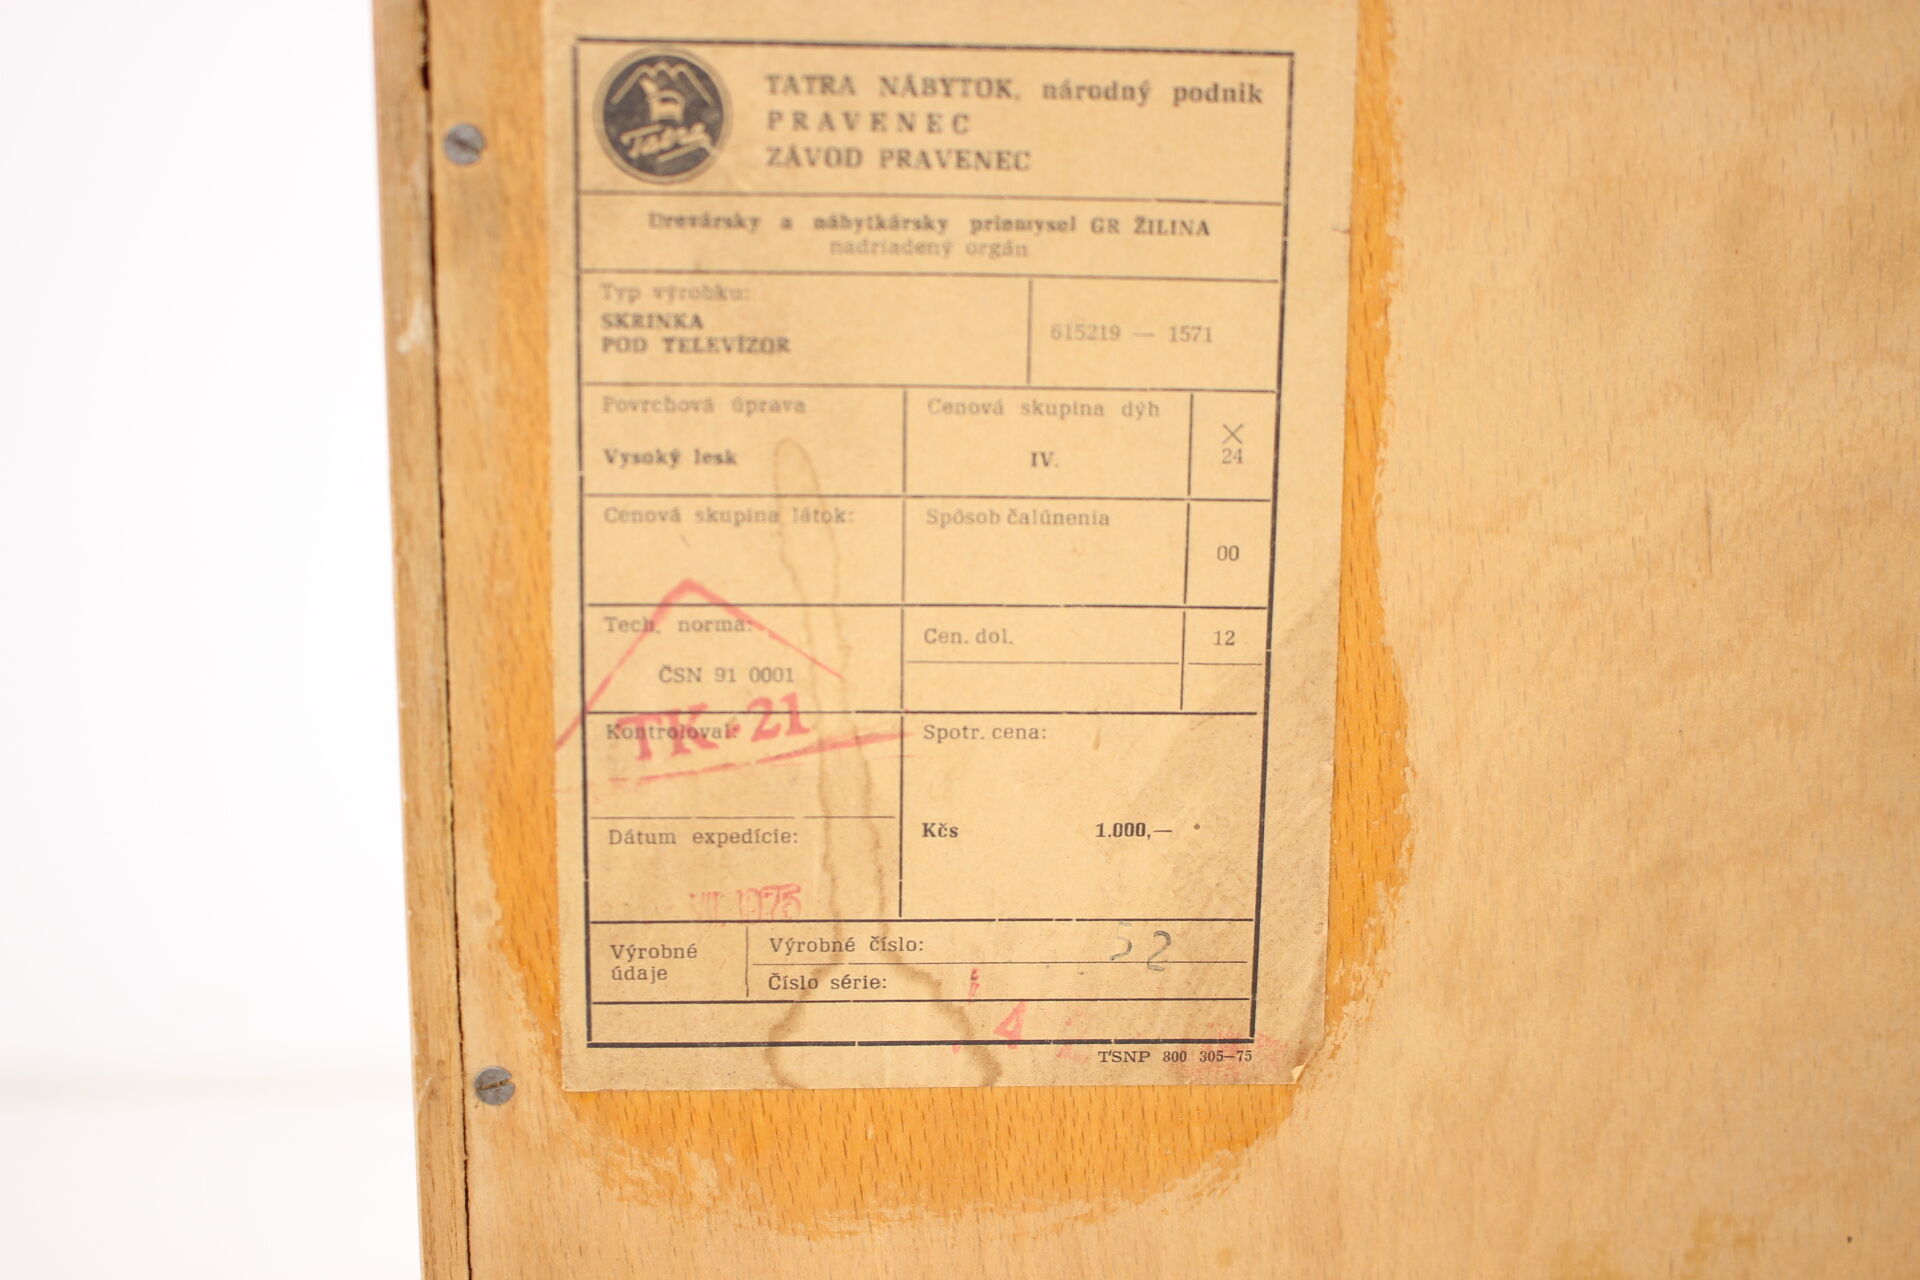 Tatra
TATRA NÁBYTOK, národný podnik
PRAVENEC
ZÁVOD PRAVENEC
Drevársky a nábytkársky priemysel GR ŽILINA
nadriadený orgán
Typ výrobku:
SKRINKA
POD TELEVÍZOR
615219 — 1571
Povrchová úprava
Vysoký lesk
Cenová skupina dýh
IV.
24
Cenová skupina látok:
Spôsob čalúnenia
00
Tech. norma:
ČSN 91 0001
Cen. dol.
12
Kontroloval:
TK-21
Spotr. cena:
Kčs 1.000,—
Dátum expedície:
VII. 1975
Výrobné
údaje
Výrobné číslo: 52
Číslo série:
4
TSNP 800 305—75